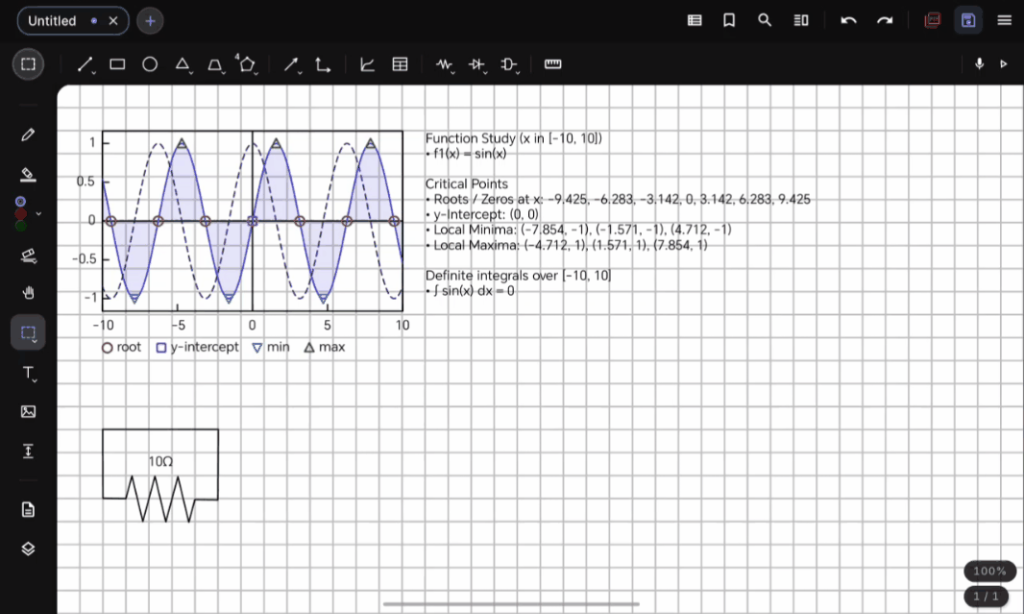 Untitled
Function Study (x in [-10, 10])
• f1(x) = sin(x)
Critical Points
• Roots / Zeros at x: -9.425, -6.283, -3.142, 0, 3.142, 6.283, 9.425
• y-Intercept: (0, 0)
• Local Minima: (-7.854, -1), (-1.571, -1), (4.712, -1)
• Local Maxima: (-4.712, 1), (1.571, 1), (7.854, 1)
Definite integrals over [-10, 10]
• ∫ sin(x) dx = 0
1
0.5
0
-0.5
-1
-10 -5 0 5 10
root y-intercept min max
10Ω
100%
1 / 1